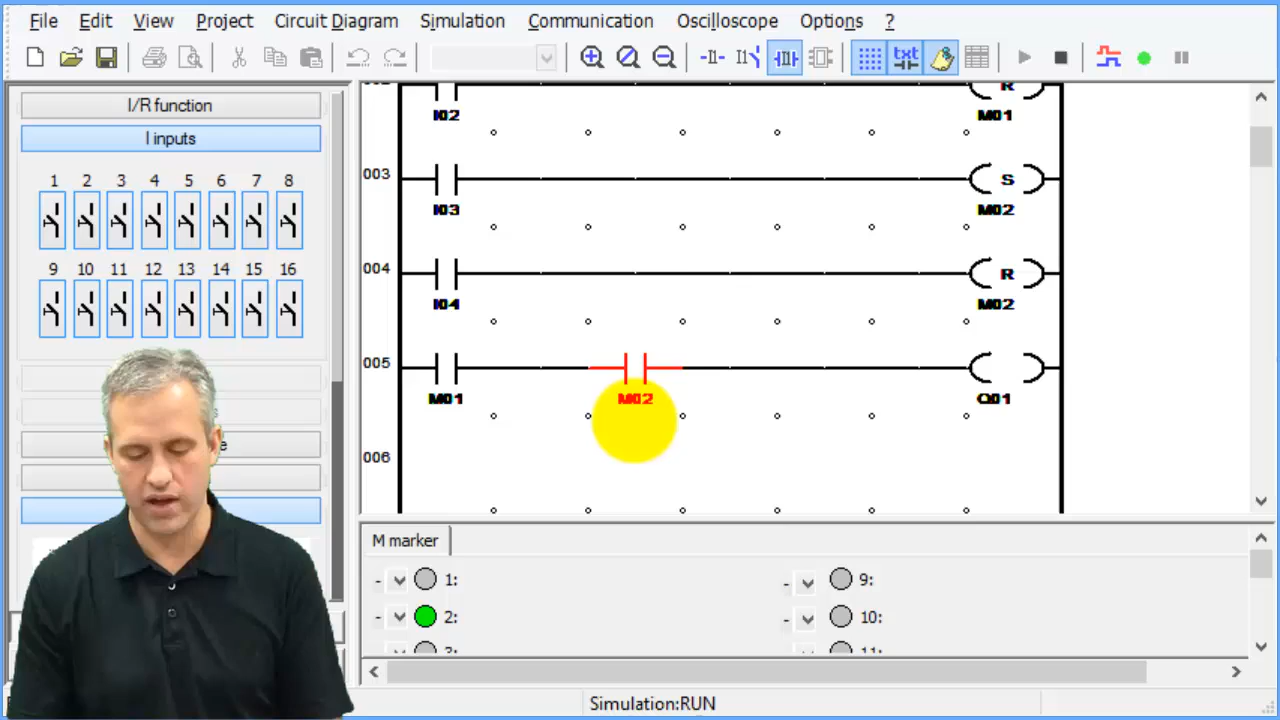 File Edit View Project Circuit Diagram Simulation Communication Oscilloscope Options ?
txt
I/R function
I inputs
1 2 3 4 5 6 7 8
9 10 11 12 13 14 15 16
R
I02 M01
003 S
I03 M02
004 R
I04 M02
005
M01 M02 Q01
006
M marker
1: 9:
2: 10:
Simulation:RUN